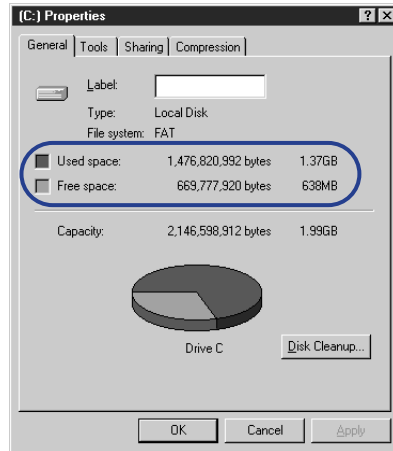 (C:) Properties
General Tools Sharing Compression
Label:
Type: Local Disk
File system: FAT
Used space: 1,476,820,992 bytes 1.37GB
Free space: 669,777,920 bytes 638MB
Capacity: 2,146,598,912 bytes 1.99GB
Drive C
Disk Cleanup...
OK Cancel Apply